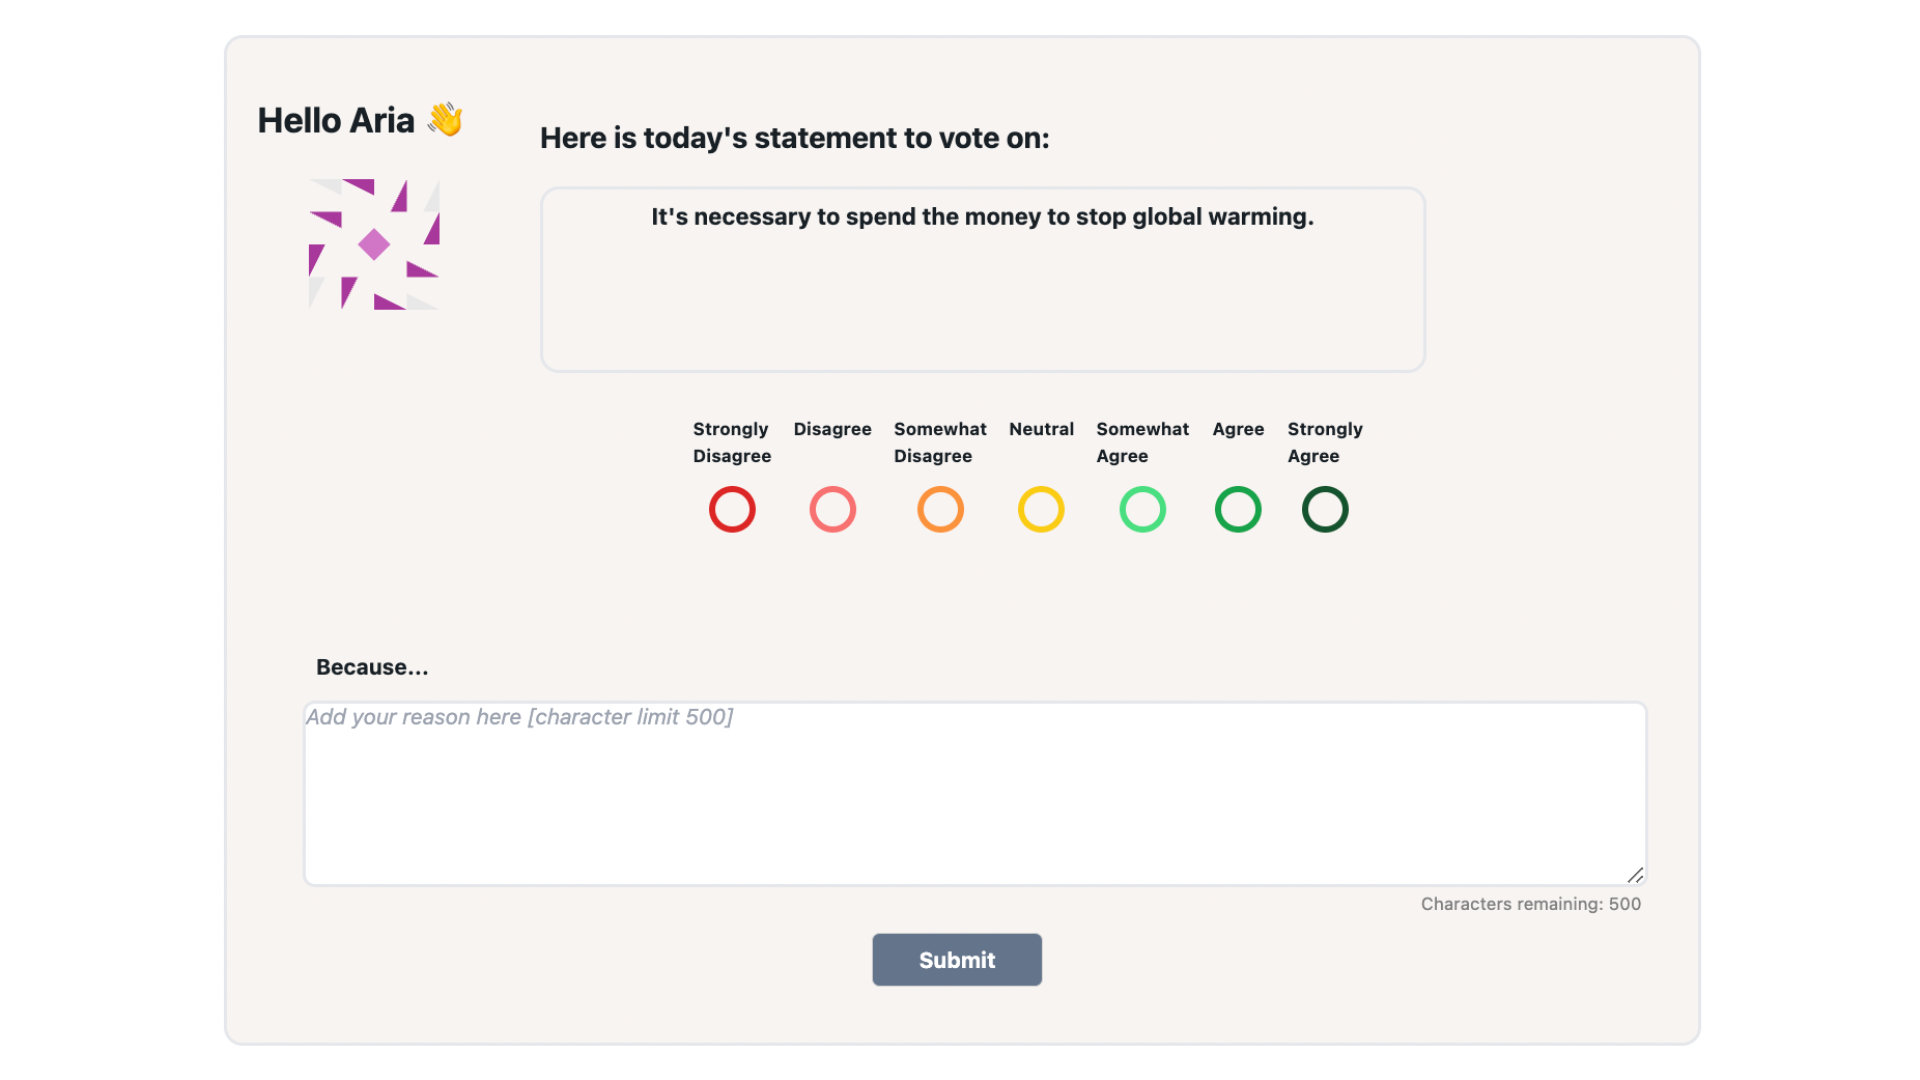 Hello Aria 👋
Here is today's statement to vote on:
It's necessary to spend the money to stop global warming.
Strongly Disagree
Disagree
Somewhat Disagree
Neutral
Somewhat Agree
Agree
Strongly Agree
Because...
Add your reason here [character limit 500]
Characters remaining: 500
Submit